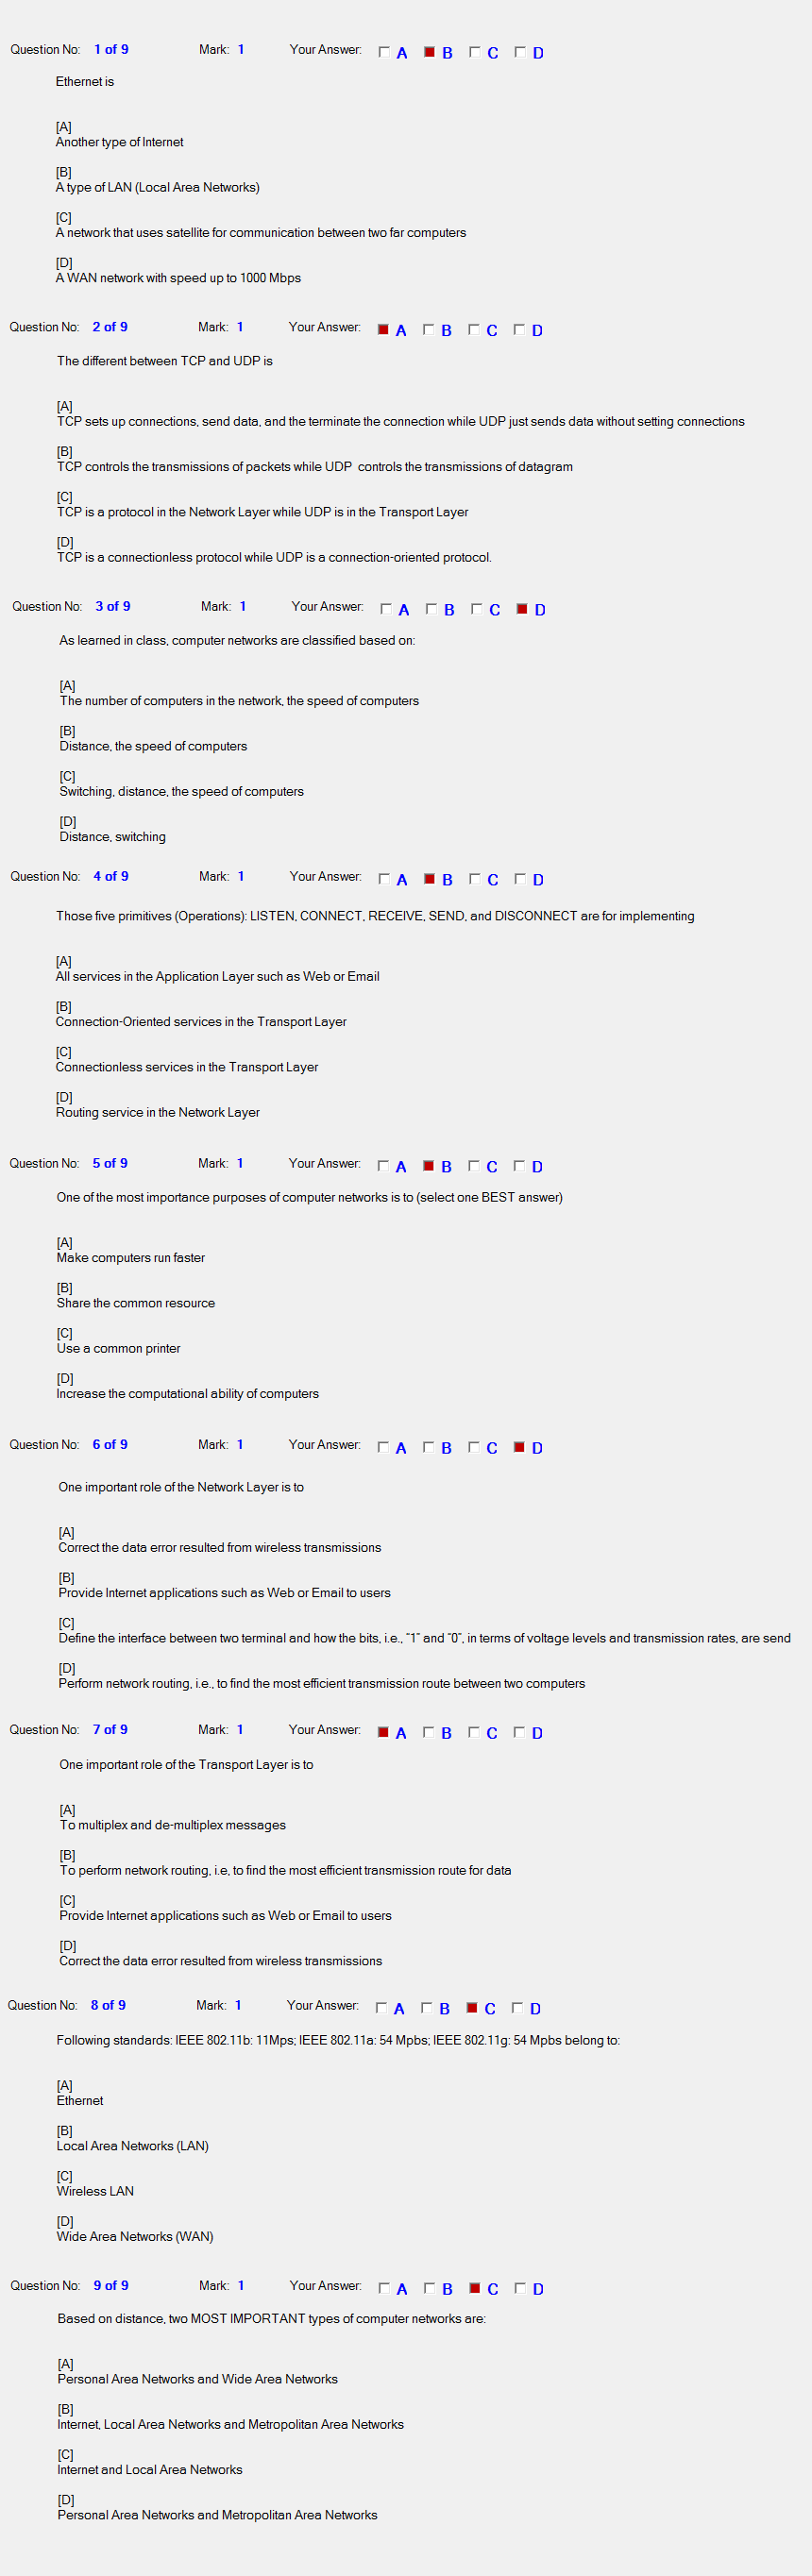 Question No: 1 of 9 Mark: 1 Your Answer: A B C D
Ethernet is
[A]
Another type of Internet
[B]
A type of LAN (Local Area Networks)
[C]
A network that uses satellite for communication between two far computers
[D]
A WAN network with speed up to 1000 Mbps
Question No: 2 of 9 Mark: 1 Your Answer: A B C D
The different between TCP and UDP is
[A]
TCP sets up connections, send data, and the terminate the connection while UDP just sends data without setting connections
[B]
TCP controls the transmissions of packets while UDP controls the transmissions of datagram
[C]
TCP is a protocol in the Network Layer while UDP is in the Transport Layer
[D]
TCP is a connectionless protocol while UDP is a connection-oriented protocol.
Question No: 3 of 9 Mark: 1 Your Answer: A B C D
As learned in class, computer networks are classified based on:
[A]
The number of computers in the network, the speed of computers
[B]
Distance, the speed of computers
[C]
Switching, distance, the speed of computers
[D]
Distance, switching
Question No: 4 of 9 Mark: 1 Your Answer: A B C D
Those five primitives (Operations): LISTEN, CONNECT, RECEIVE, SEND, and DISCONNECT are for implementing
[A]
All services in the Application Layer such as Web or Email
[B]
Connection-Oriented services in the Transport Layer
[C]
Connectionless services in the Transport Layer
[D]
Routing service in the Network Layer
Question No: 5 of 9 Mark: 1 Your Answer: A B C D
One of the most importance purposes of computer networks is to (select one BEST answer)
[A]
Make computers run faster
[B]
Share the common resource
[C]
Use a common printer
[D]
Increase the computational ability of computers
Question No: 6 of 9 Mark: 1 Your Answer: A B C D
One important role of the Network Layer is to
[A]
Correct the data error resulted from wireless transmissions
[B]
Provide Internet applications such as Web or Email to users
[C]
Define the interface between two terminal and how the bits, i.e., "1" and "0", in terms of voltage levels and transmission rates, are send
[D]
Perform network routing, i.e., to find the most efficient transmission route between two computers
Question No: 7 of 9 Mark: 1 Your Answer: A B C D
One important role of the Transport Layer is to
[A]
To multiplex and de-multiplex messages
[B]
To perform network routing, i.e, to find the most efficient transmission route for data
[C]
Provide Internet applications such as Web or Email to users
[D]
Correct the data error resulted from wireless transmissions
Question No: 8 of 9 Mark: 1 Your Answer: A B C D
Following standards: IEEE 802.11b: 11Mps; IEEE 802.11a: 54 Mpbs; IEEE 802.11g: 54 Mpbs belong to:
[A]
Ethernet
[B]
Local Area Networks (LAN)
[C]
Wireless LAN
[D]
Wide Area Networks (WAN)
Question No: 9 of 9 Mark: 1 Your Answer: A B C D
Based on distance, two MOST IMPORTANT types of computer networks are:
[A]
Personal Area Networks and Wide Area Networks
[B]
Internet, Local Area Networks and Metropolitan Area Networks
[C]
Internet and Local Area Networks
[D]
Personal Area Networks and Metropolitan Area Networks